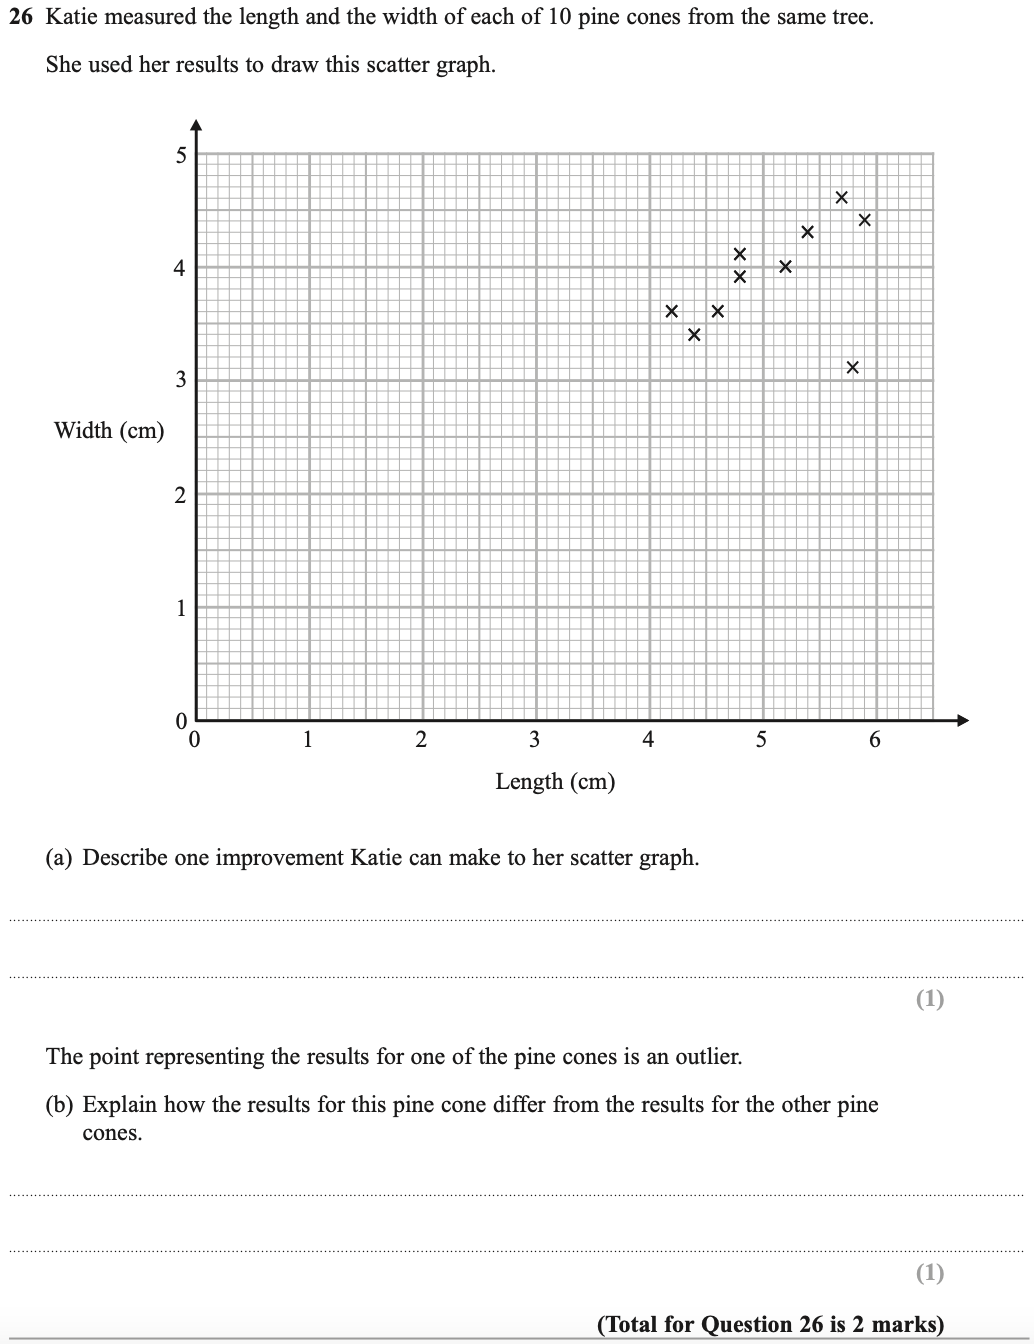 26 Katie measured the length and the width of each of 10 pine cones from the same tree.
She used her results to draw this scatter graph.
5
4
3
Width (cm)
2
1
0
0 1 2 3 4 5 6
Length (cm)
(a) Describe one improvement Katie can make to her scatter graph.
(1)
The point representing the results for one of the pine cones is an outlier.
(b) Explain how the results for this pine cone differ from the results for the other pine
cones.
(1)
(Total for Question 26 is 2 marks)